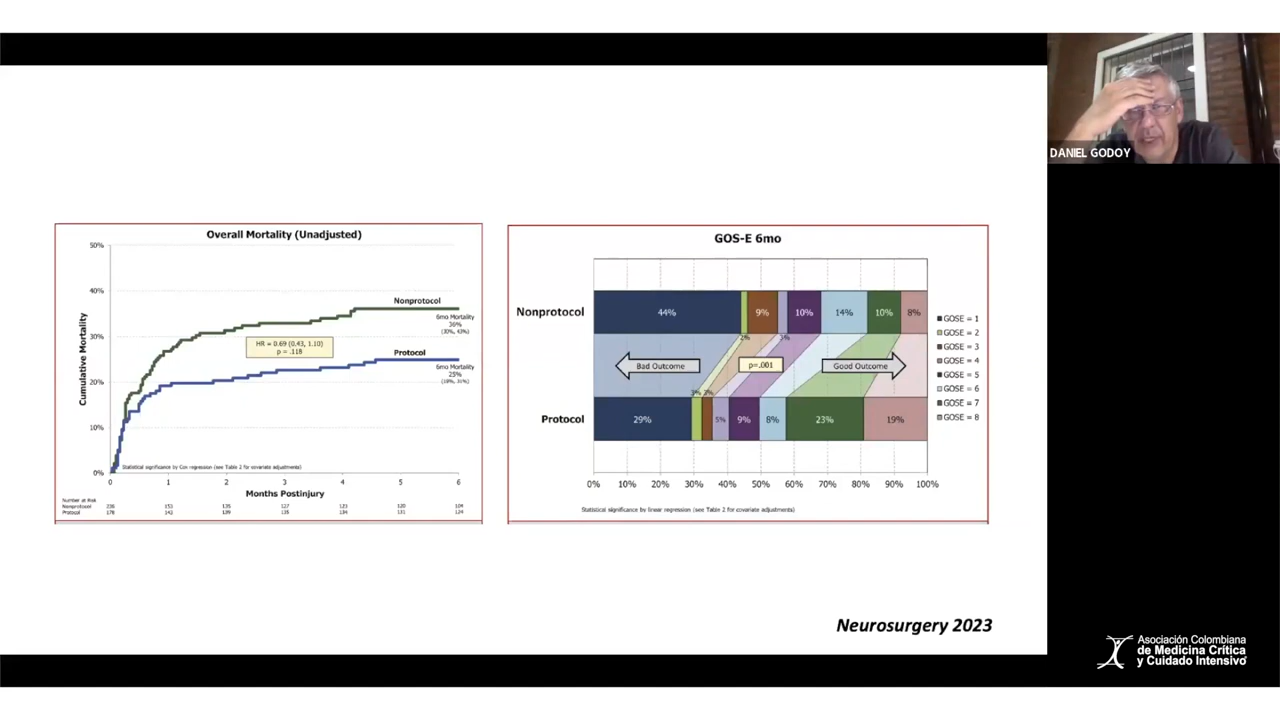 DANIEL GODOY
Overall Mortality (Unadjusted)
50%
40%
30%
20%
10%
0%
Cumulative Mortality
Nonprotocol
6mo Mortality
36%
HR = 0.69 (0.43, 1.10)
p = .118
Protocol
6mo Mortality
25%
Statistical significance by Cox regression (see Table 2 for covariate adjustments)
0 1 2 3 4 5 6
Months Postinjury
Number at Risk
Nonprotocol
Protocol
GOS-E 6mo
Nonprotocol
44% 9% 10% 14% 10% 8%
2% 3%
Bad Outcome
p=.001
Good Outcome
3% 3%
Protocol
29% 5% 9% 8% 23% 19%
0% 10% 20% 30% 40% 50% 60% 70% 80% 90% 100%
Statistical significance by linear regression (see Table 2 for covariate adjustments)
GOSE = 1
GOSE = 2
GOSE = 3
GOSE = 4
GOSE = 5
GOSE = 6
GOSE = 7
GOSE = 8
Neurosurgery 2023
Asociación Colombiana
de Medicina Crítica
y Cuidado Intensivo